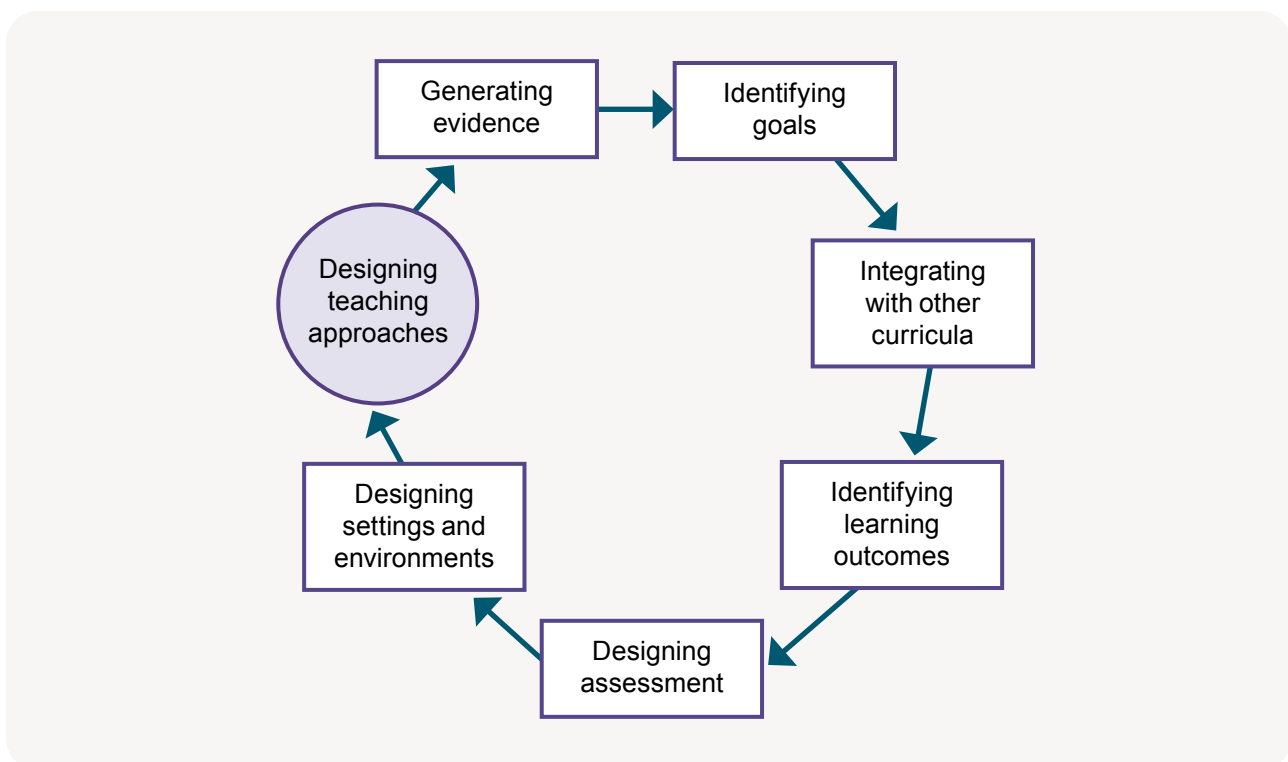 Generating
evidence
Identifying
goals
Integrating
with other
curricula
Identifying
learning
outcomes
Designing
assessment
Designing
settings and
environments
Designing
teaching
approaches